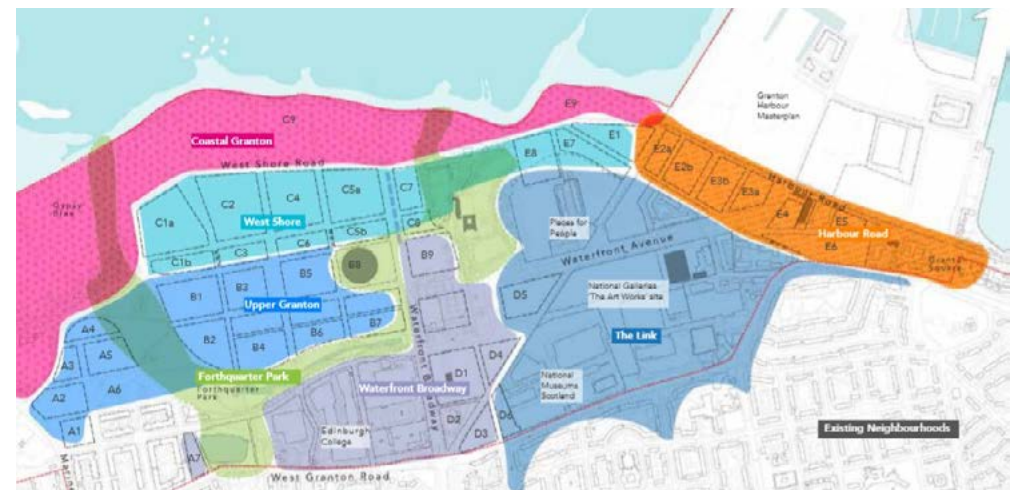 C9
Coastal Granton
E9
Granton
Harbour
Masterplan
West Shore Road
E8
E7
E1
E2a
E2b
E3b
E3a
E4
E5
E6
Harbour Road
Harbour Road
Granton
Square
C1a
C2
C4
C5a
C7
West Shore
C8
C5b
C6
C3
C1b
Places for
People
Waterfront Avenue
B8
B9
B5
B3
B1
Upper Granton
National Galleries
'The Art Works' site
D5
B7
B6
B4
B2
The Link
A4
A5
A3
A6
A2
A1
A7
Forthquarter Park
Forthquarter
Park
Waterfront Broadway
Waterfront Broadway
D1
D4
D2
D3
D6
National
Museums
Scotland
Edinburgh
College
Existing Neighbourhoods
West Granton Road